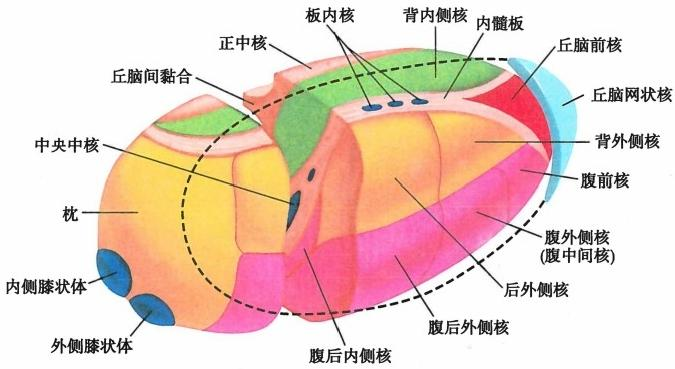 板内核
背内侧核
内髓板
正中核
丘脑前核
丘脑间黏合
丘脑网状核
中央中核
背外侧核
腹前核
枕
腹外侧核
(腹中间核)
内侧膝状体
后外侧核
外侧膝状体
腹后外侧核
腹后内侧核